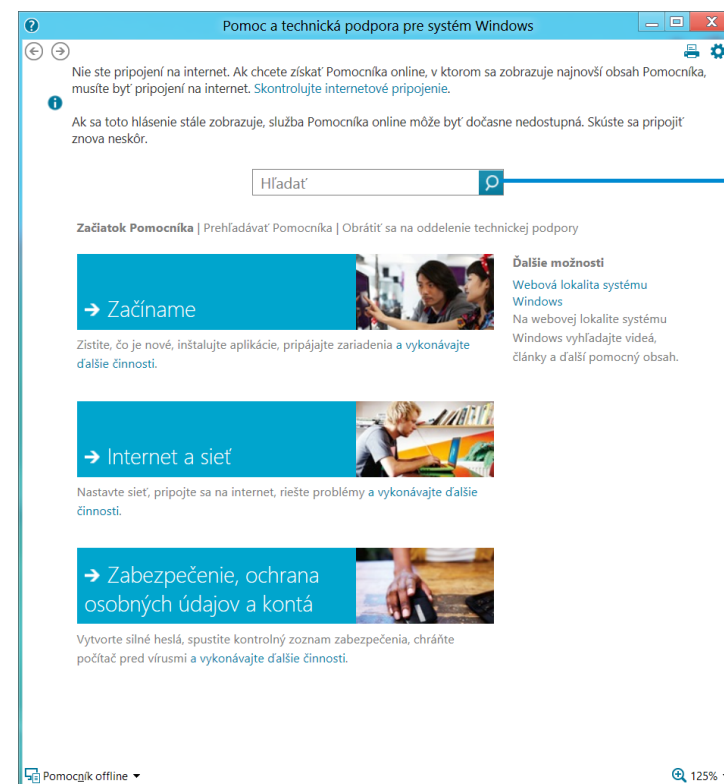 Pomoc a technická podpora pre systém Windows
Nie ste pripojení na internet. Ak chcete získať Pomocníka online, v ktorom sa zobrazuje najnovší obsah Pomocníka,
musíte byť pripojení na internet. Skontrolujte internetové pripojenie.
Ak sa toto hlásenie stále zobrazuje, služba Pomocníka online môže byť dočasne nedostupná. Skúste sa pripojiť
znova neskôr.
Hľadať
Začiatok Pomocníka | Prehľadávať Pomocníka | Obrátiť sa na oddelenie technickej podpory
Začíname
Zistite, čo je nové, inštalujte aplikácie, pripájajte zariadenia a vykonávajte
ďalšie činnosti.
Ďalšie možnosti
Webová lokalita systému
Windows
Na webovej lokalite systému
Windows vyhľadajte videá,
články a ďalší pomocný obsah.
Internet a sieť
Nastavte sieť, pripojte sa na internet, riešte problémy a vykonávajte ďalšie
činnosti.
Zabezpečenie, ochrana
osobných údajov a kontá
Vytvorte silné heslá, spustite kontrolný zoznam zabezpečenia, chráňte
počítač pred vírusmi a vykonávajte ďalšie činnosti.
Pomocník offline
125%